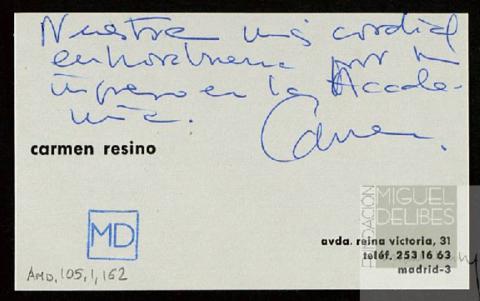 Nuestra más cordial
enhorabuena por tu
ingreso en la Acade-
mia.
Carmen.
carmen resino
MD
avda. reina victoria, 31
teléf. 253 16 63
madrid-3
AMD, 105, 1, 162
FUNDACIÓN
MIGUEL
DELIBES